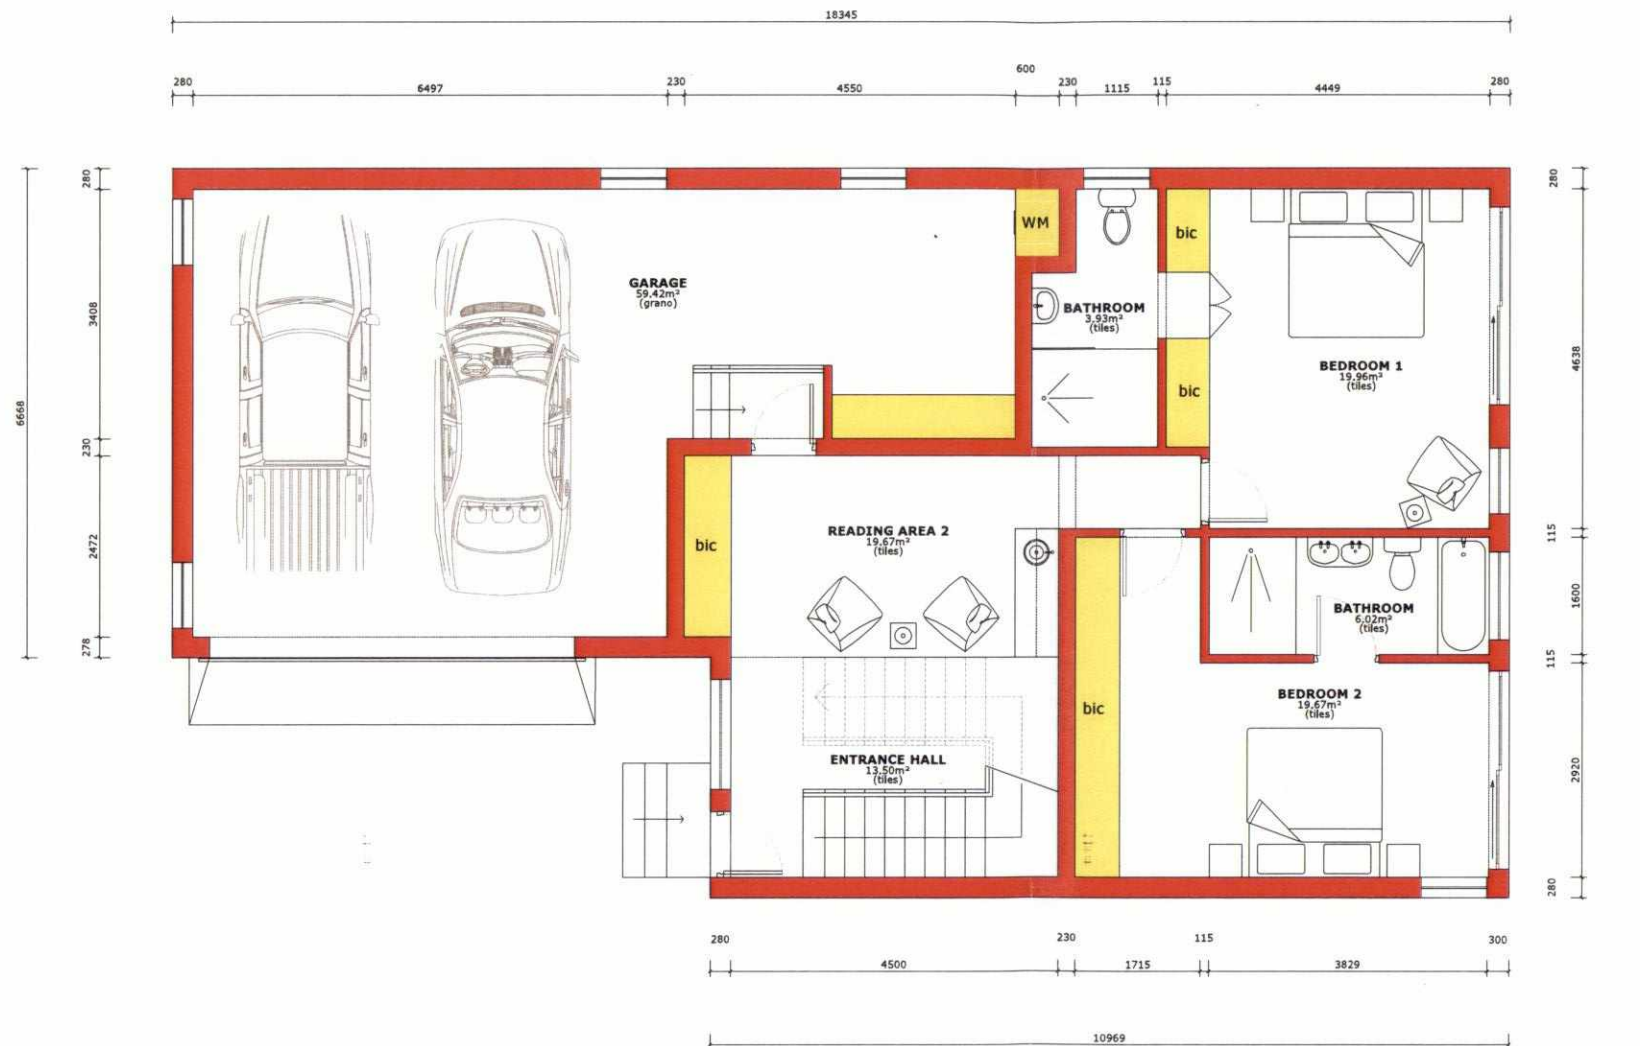 18345
600
280 6497 230 4550 230 1115 115 4449 280
280
3408
230
2472
278
6668
WM
bic
GARAGE
59.42m²
(grano)
BATHROOM
3.93m²
(tiles)
BEDROOM 1
19.96m²
(tiles)
bic
READING AREA 2
19.67m²
(tiles)
bic
BATHROOM
6.02m²
(tiles)
BEDROOM 2
19.67m²
(tiles)
bic
ENTRANCE HALL
13.50m²
(tiles)
280
4638
115
1600
115
2920
280
280 230 115 300
4500 1715 3829
10969